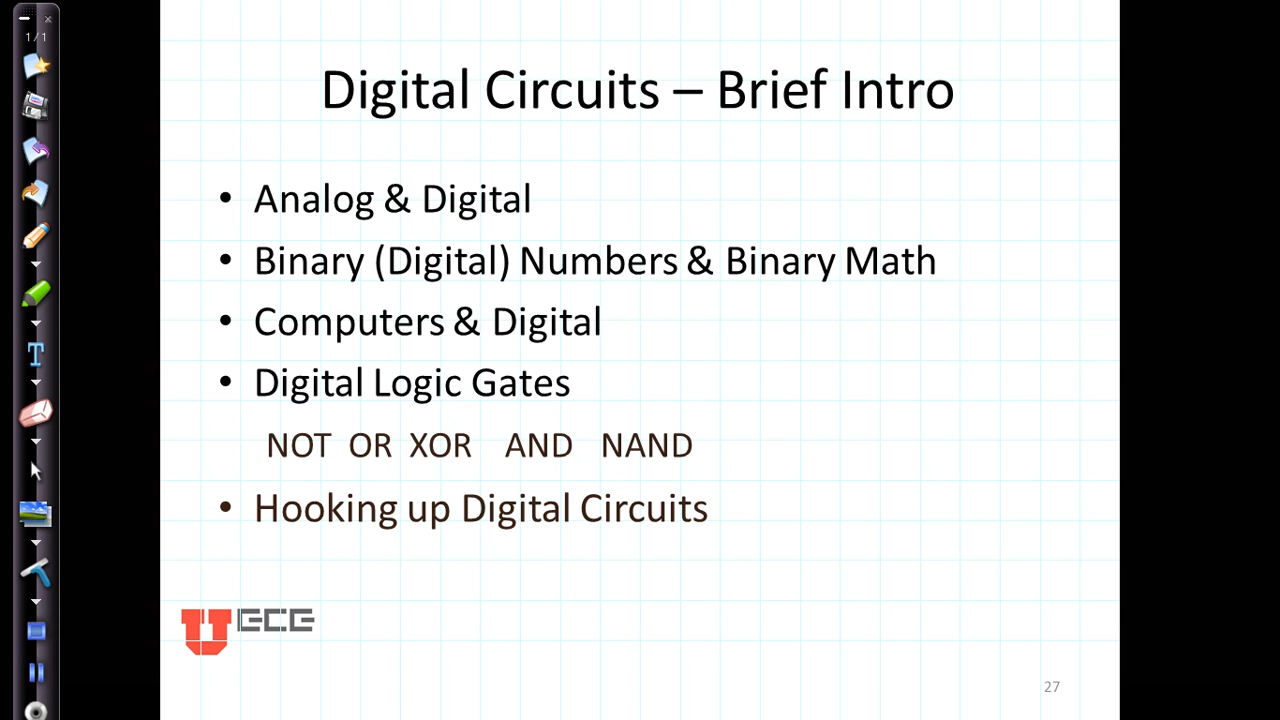 1/1
Digital Circuits – Brief Intro
• Analog & Digital
• Binary (Digital) Numbers & Binary Math
• Computers & Digital
• Digital Logic Gates
NOT OR XOR AND NAND
• Hooking up Digital Circuits
U ECE
27